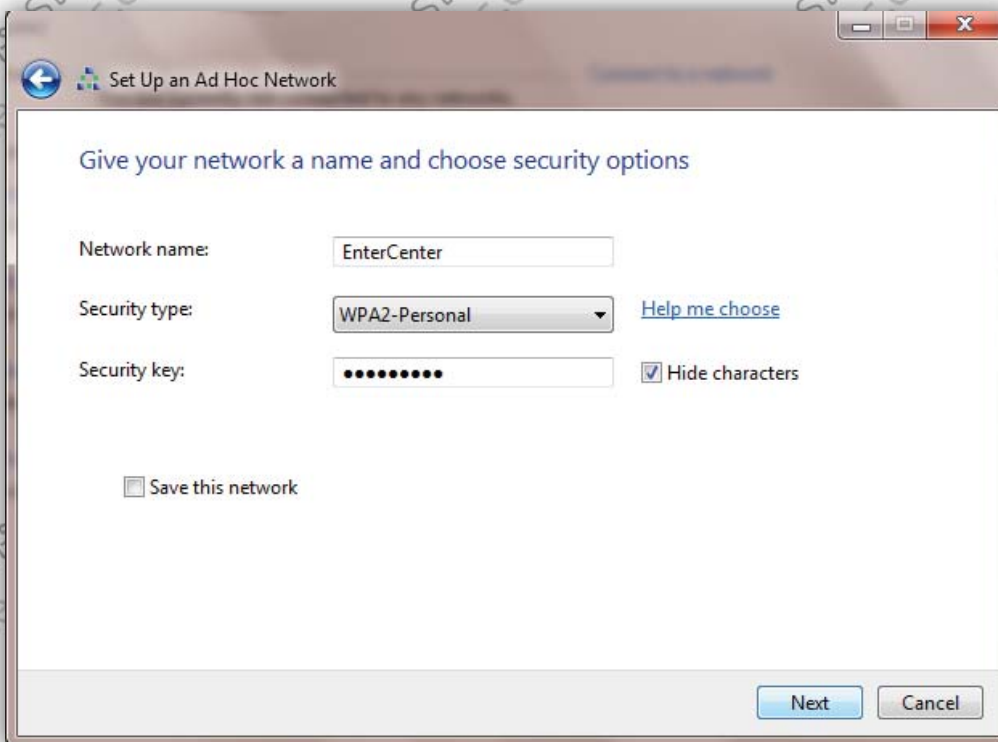 Set Up an Ad Hoc Network
Give your network a name and choose security options
Network name: EnterCenter
Security type: WPA2-Personal Help me choose
Security key: ●●●●●●●●● Hide characters
Save this network
Next Cancel